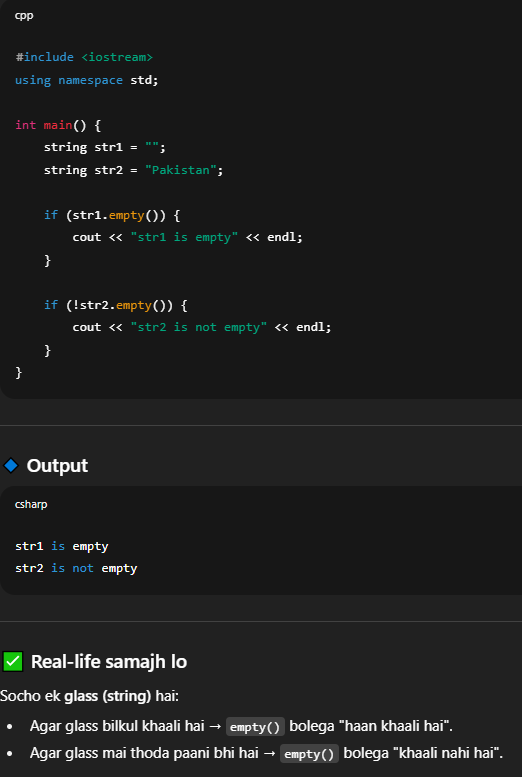 cpp
#include <iostream>
using namespace std;
int main() {
    string str1 = "";
    string str2 = "Pakistan";
    if (str1.empty()) {
        cout << "str1 is empty" << endl;
    }
    if (!str2.empty()) {
        cout << "str2 is not empty" << endl;
    }
}
Output
csharp
str1 is empty
str2 is not empty
Real-life samajh lo
Socho ek glass (string) hai:
• Agar glass bilkul khaali hai → empty() bolega "haan khaali hai".
• Agar glass mai thoda paani bhi hai → empty() bolega "khaali nahi hai".